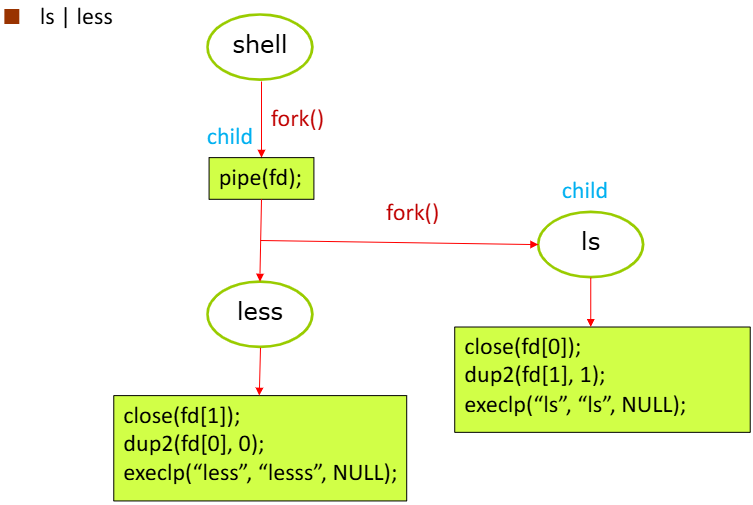 ls | less
shell
fork()
child
pipe(fd);
child
fork()
ls
less
close(fd[0]);
dup2(fd[1], 1);
execlp(“ls”, “ls”, NULL);
close(fd[1]);
dup2(fd[0], 0);
execlp(“less”, “lesss”, NULL);